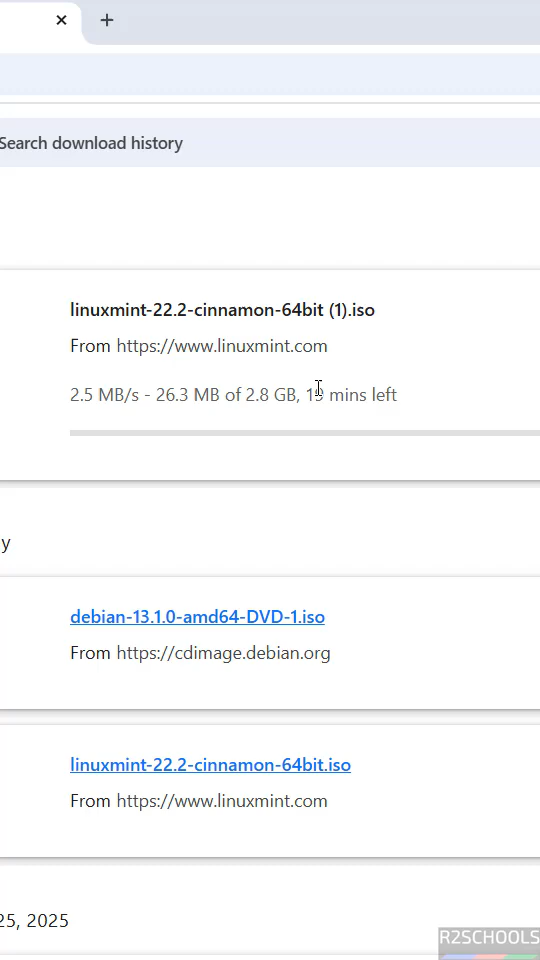 Search download history
linuxmint-22.2-cinnamon-64bit (1).iso
From https://www.linuxmint.com
2.5 MB/s - 26.3 MB of 2.8 GB, 19 mins left
y
debian-13.1.0-amd64-DVD-1.iso
From https://cdimage.debian.org
linuxmint-22.2-cinnamon-64bit.iso
From https://www.linuxmint.com
25, 2025
R2SCHOOLS